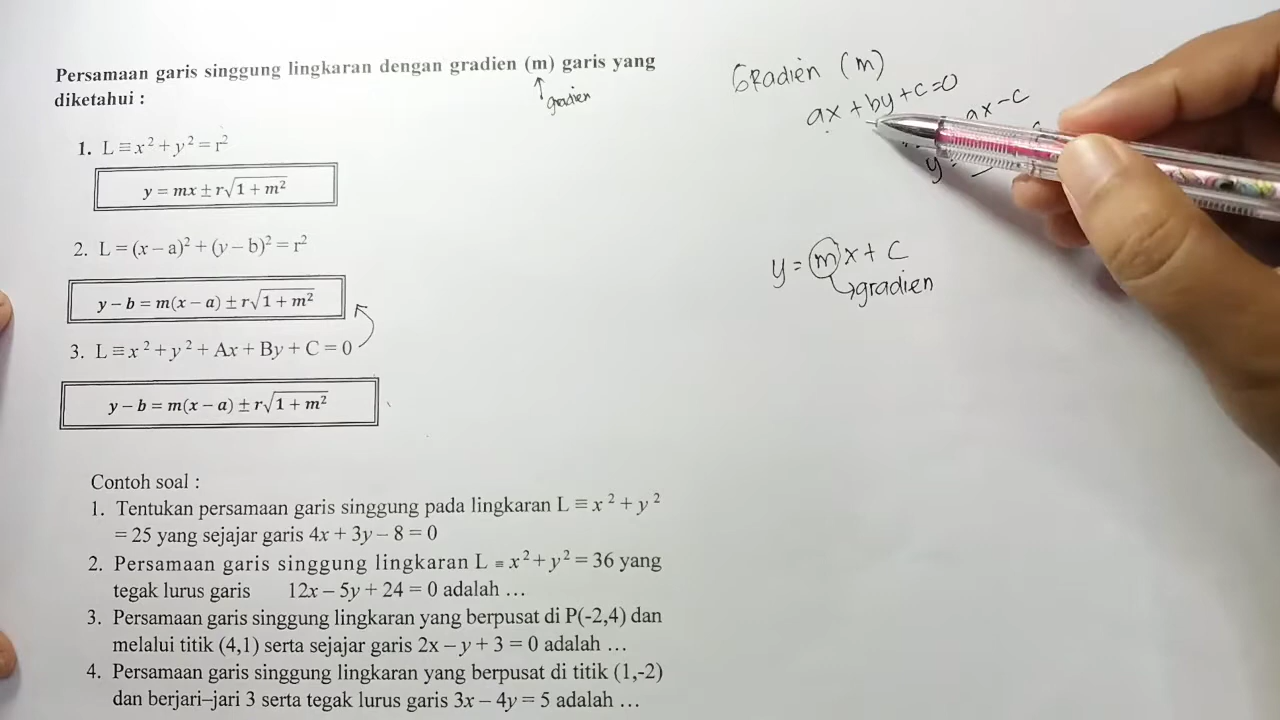 Persamaan garis singgung lingkaran dengan gradien (m) garis yang
diketahui :
gradien
1. L ≡ x² + y² = r²
y = mx ± r√1 + m²
2. L = (x – a)² + (y – b)² = r²
y – b = m(x – a) ± r√1 + m²
3. L ≡ x² + y² + Ax + By + C = 0
y – b = m(x – a) ± r√1 + m²
Contoh soal :
1. Tentukan persamaan garis singgung pada lingkaran L ≡ x² + y²
= 25 yang sejajar garis 4x + 3y – 8 = 0
2. Persamaan garis singgung lingkaran L ≡ x² + y² = 36 yang
tegak lurus garis 12x – 5y + 24 = 0 adalah …
3. Persamaan garis singgung lingkaran yang berpusat di P(-2,4) dan
melalui titik (4,1) serta sejajar garis 2x – y + 3 = 0 adalah …
4. Persamaan garis singgung lingkaran yang berpusat di titik (1,-2)
dan berjari–jari 3 serta tegak lurus garis 3x – 4y = 5 adalah …
GRadien (m)
ax + by + c = 0
ax – c
y =
y = mx + c
gradien